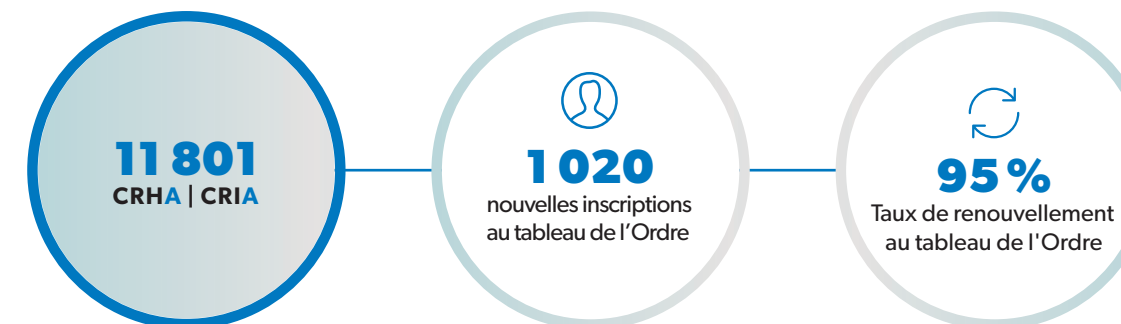 11 801
CRHA | CRIA
1 020
nouvelles inscriptions
au tableau de l’Ordre
95 %
Taux de renouvellement
au tableau de l'Ordre